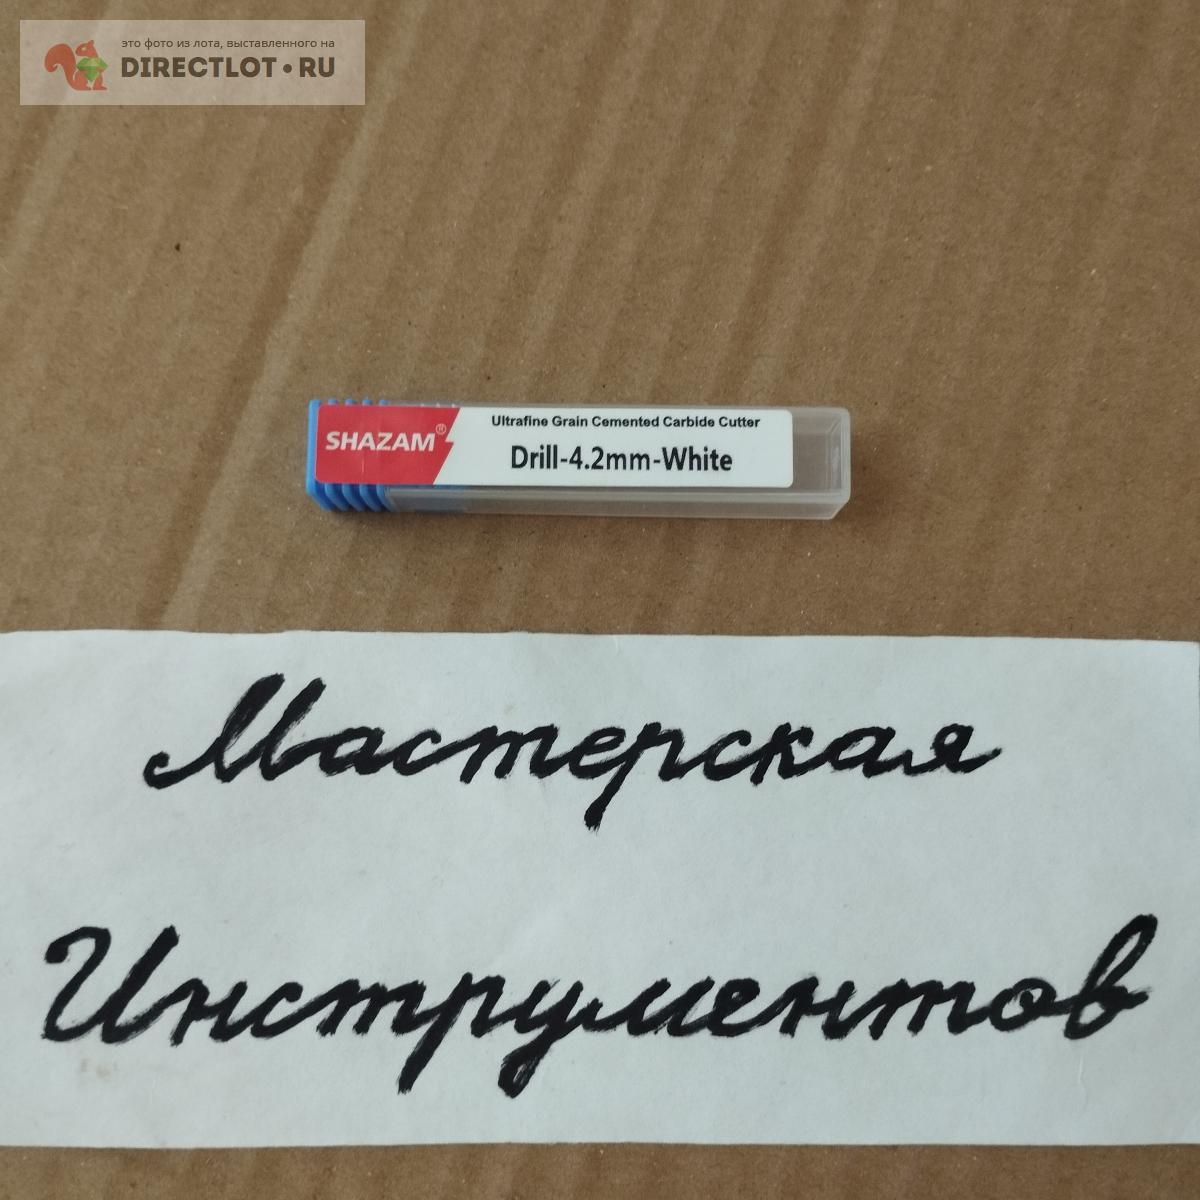 это фото из лота, выставленного на
DIRECTLOT•RU
SHAZAM®
Ultrafine Grain Cemented Carbide Cutter
Drill-4.2mm-White
Мастерская
Инструментов